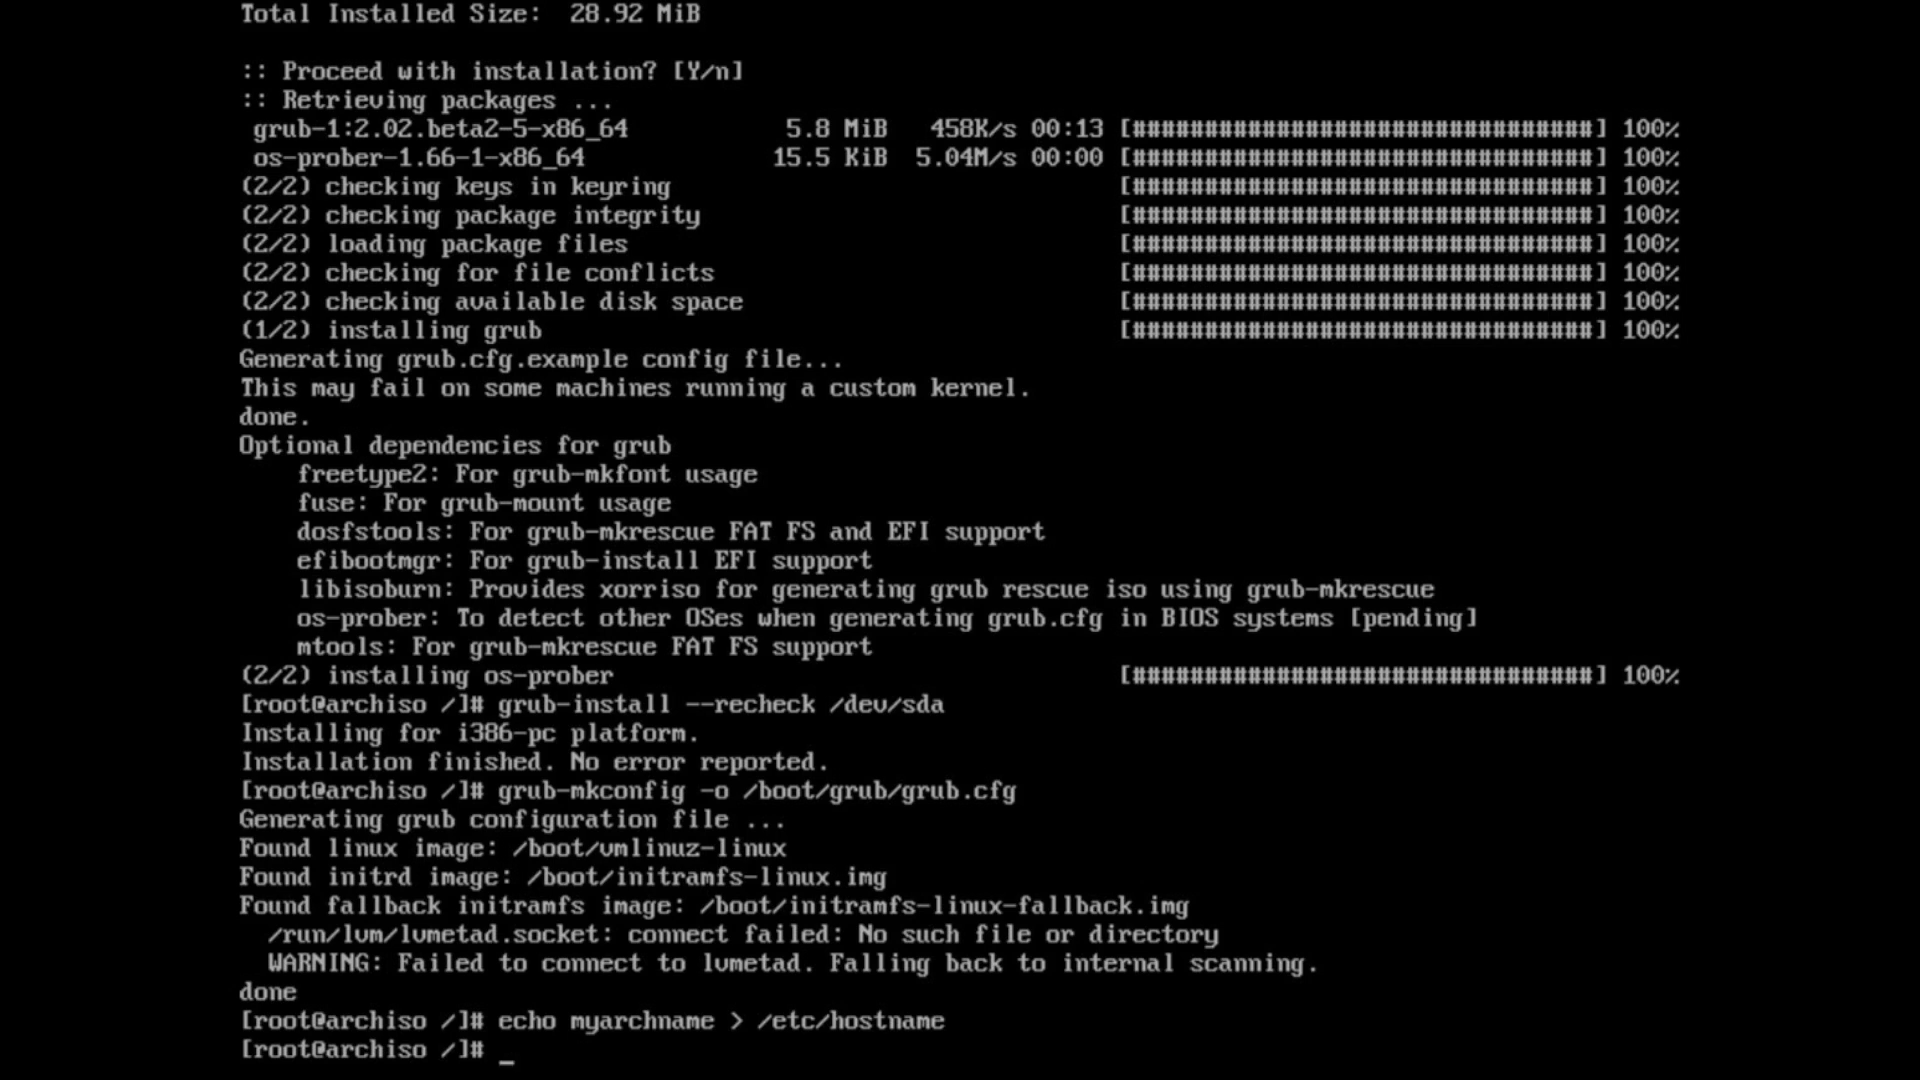 Total Installed Size:  28.92 MiB
:: Proceed with installation? [Y/n]
:: Retrieving packages ...
grub-1:2.02.beta2-5-x86_64 5.8 MiB 458K/s 00:13 [################################] 100%
os-prober-1.66-1-x86_64 15.5 KiB 5.04M/s 00:00 [################################] 100%
(2/2) checking keys in keyring [################################] 100%
(2/2) checking package integrity [################################] 100%
(2/2) loading package files [################################] 100%
(2/2) checking for file conflicts [################################] 100%
(2/2) checking available disk space [################################] 100%
(1/2) installing grub [################################] 100%
Generating grub.cfg.example config file...
This may fail on some machines running a custom kernel.
done.
Optional dependencies for grub
    freetype2: For grub-mkfont usage
    fuse: For grub-mount usage
    dosfstools: For grub-mkrescue FAT FS and EFI support
    efibootmgr: For grub-install EFI support
    libisoburn: Provides xorriso for generating grub rescue iso using grub-mkrescue
    os-prober: To detect other OSes when generating grub.cfg in BIOS systems [pending]
    mtools: For grub-mkrescue FAT FS support
(2/2) installing os-prober [################################] 100%
[root@archiso /]# grub-install --recheck /dev/sda
Installing for i386-pc platform.
Installation finished. No error reported.
[root@archiso /]# grub-mkconfig -o /boot/grub/grub.cfg
Generating grub configuration file ...
Found linux image: /boot/vmlinuz-linux
Found initrd image: /boot/initramfs-linux.img
Found fallback initramfs image: /boot/initramfs-linux-fallback.img
  /run/lvm/lvmetad.socket: connect failed: No such file or directory
  WARNING: Failed to connect to lvmetad. Falling back to internal scanning.
done
[root@archiso /]# echo myarchname > /etc/hostname
[root@archiso /]# _